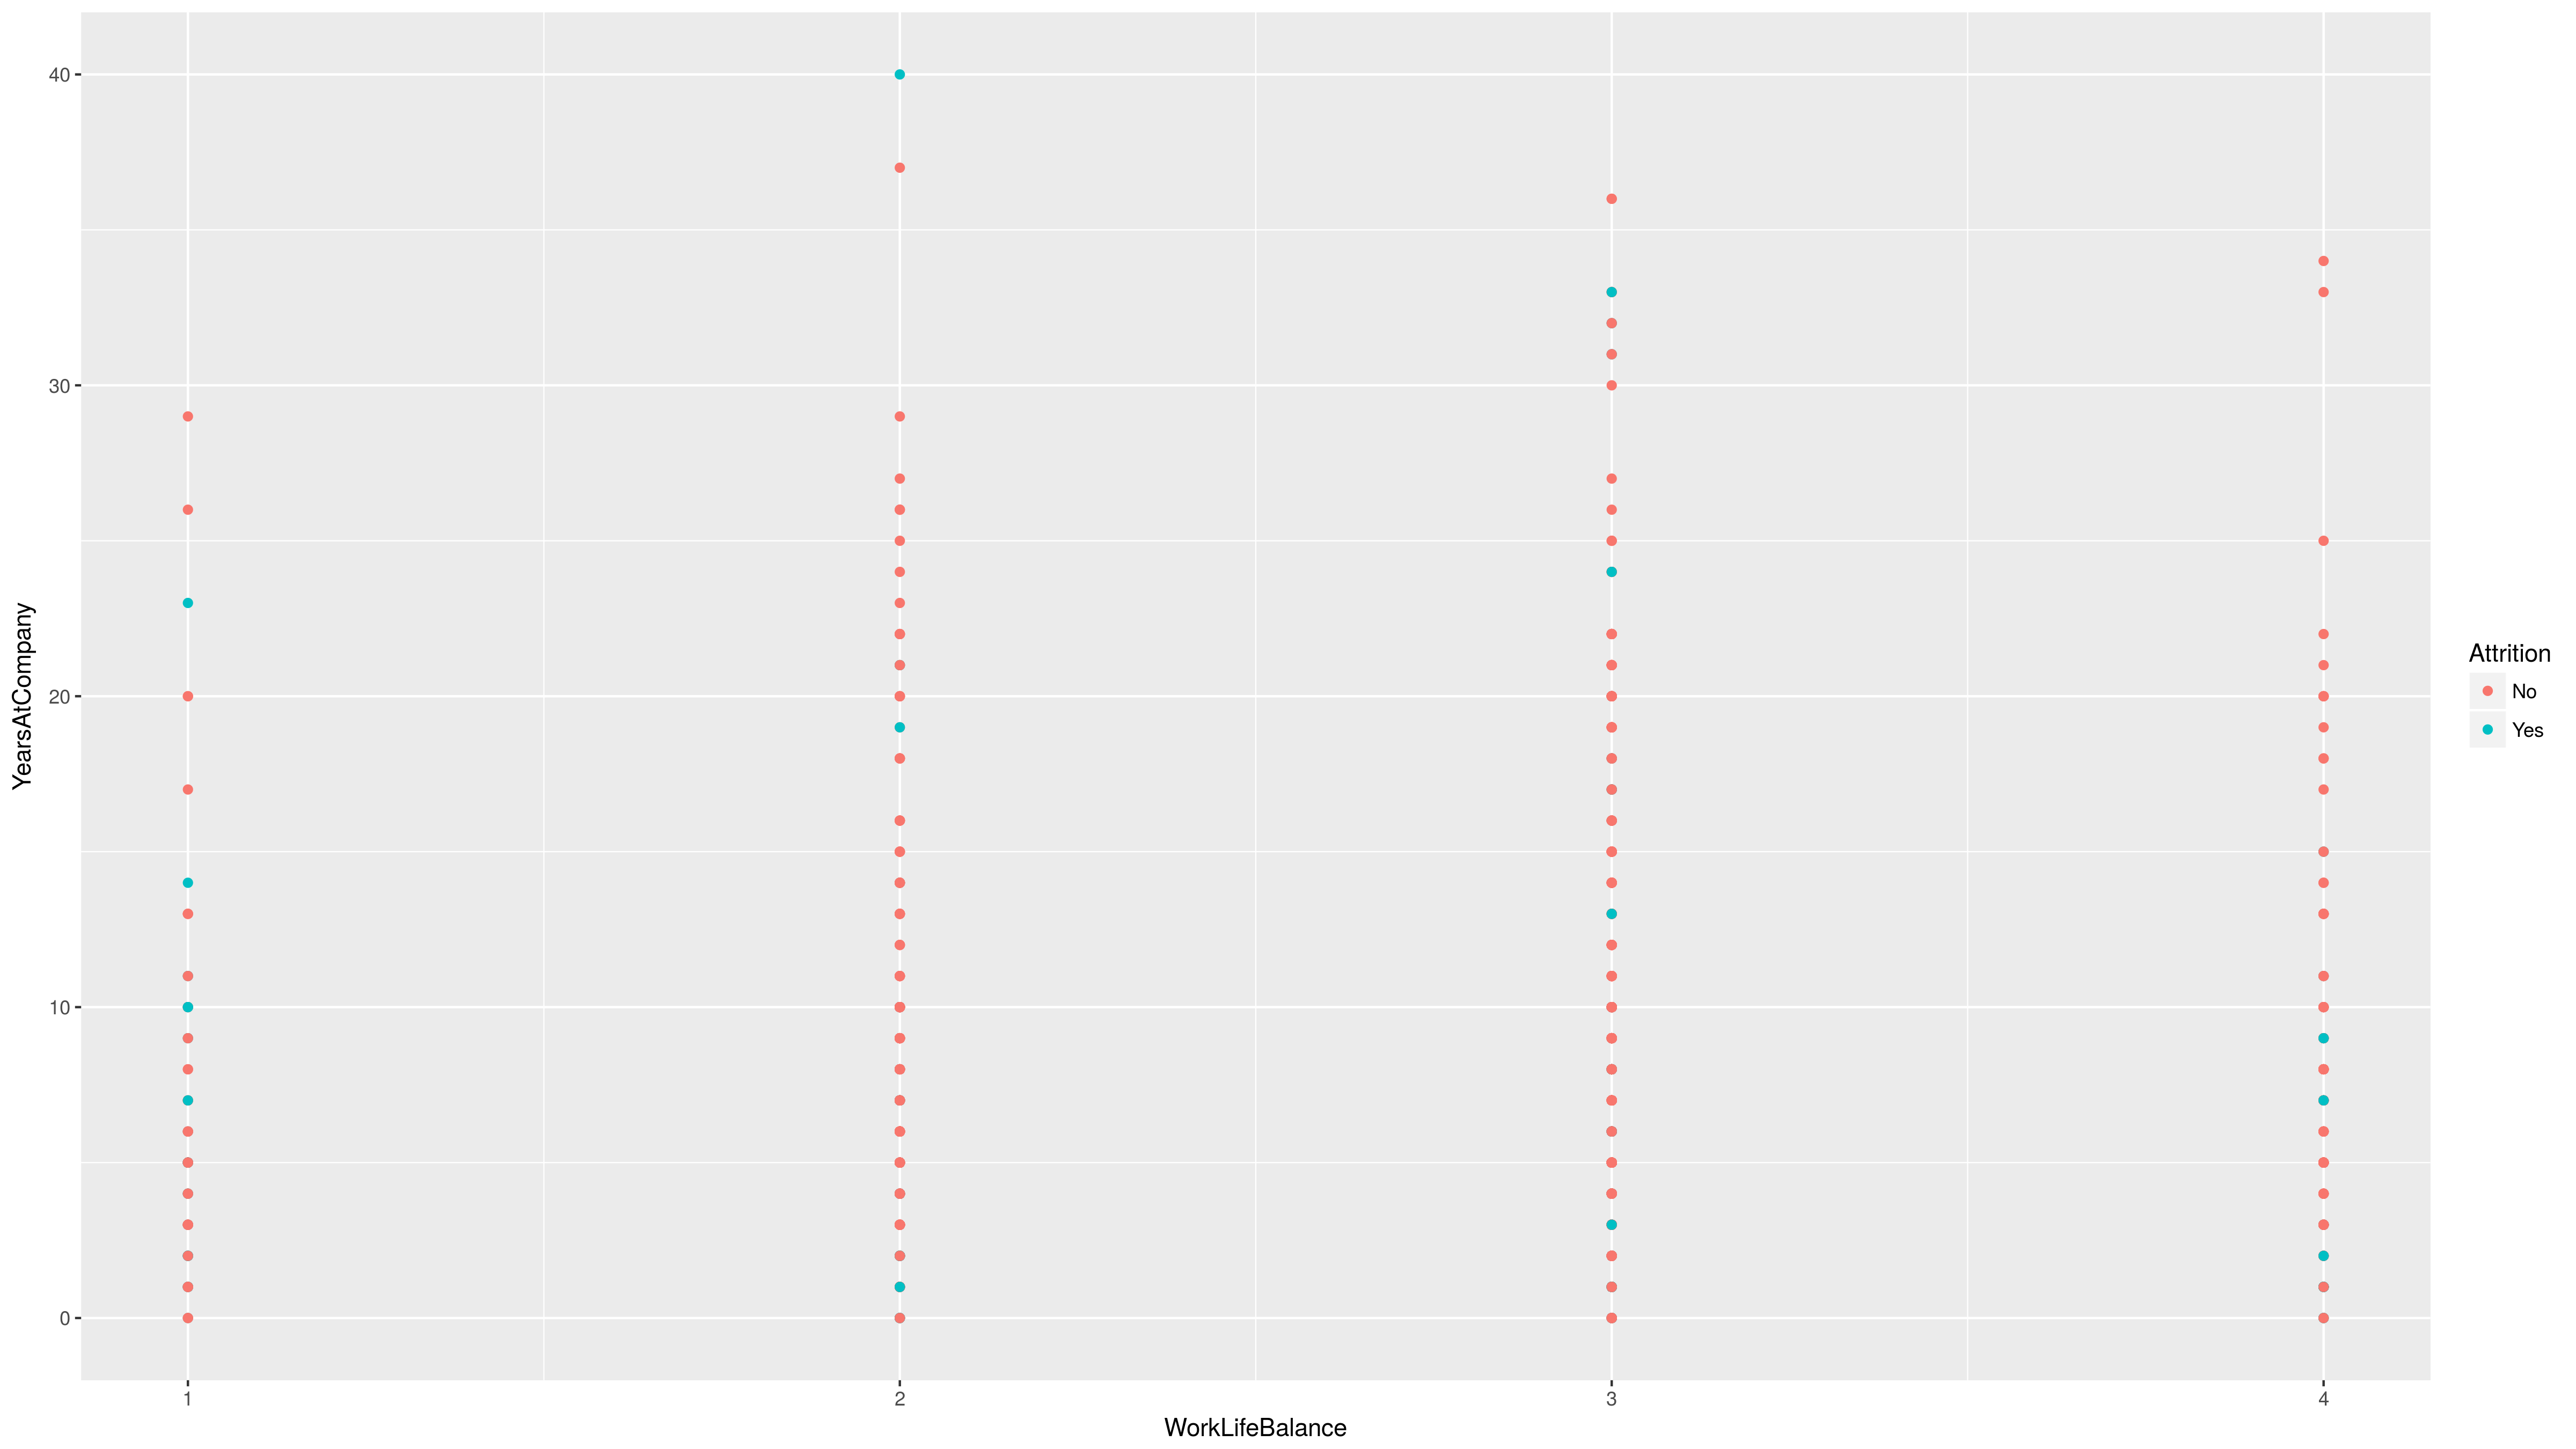 40
30
20
10
0
YearsAtCompany
1 2 3 4
WorkLifeBalance
Attrition
No
Yes